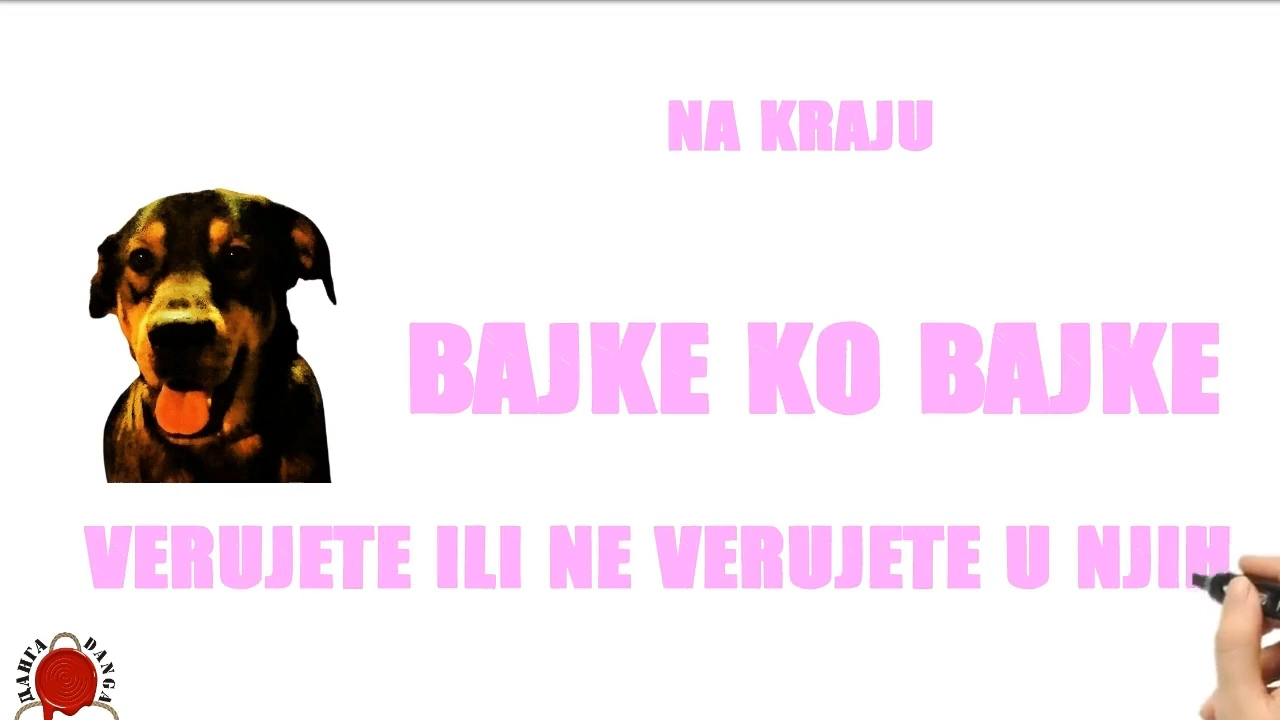 NA KRAJU
BAJKE KO BAJKE
VERUJETE ILI NE VERUJETE U NJIH
ДАНГА DANGA